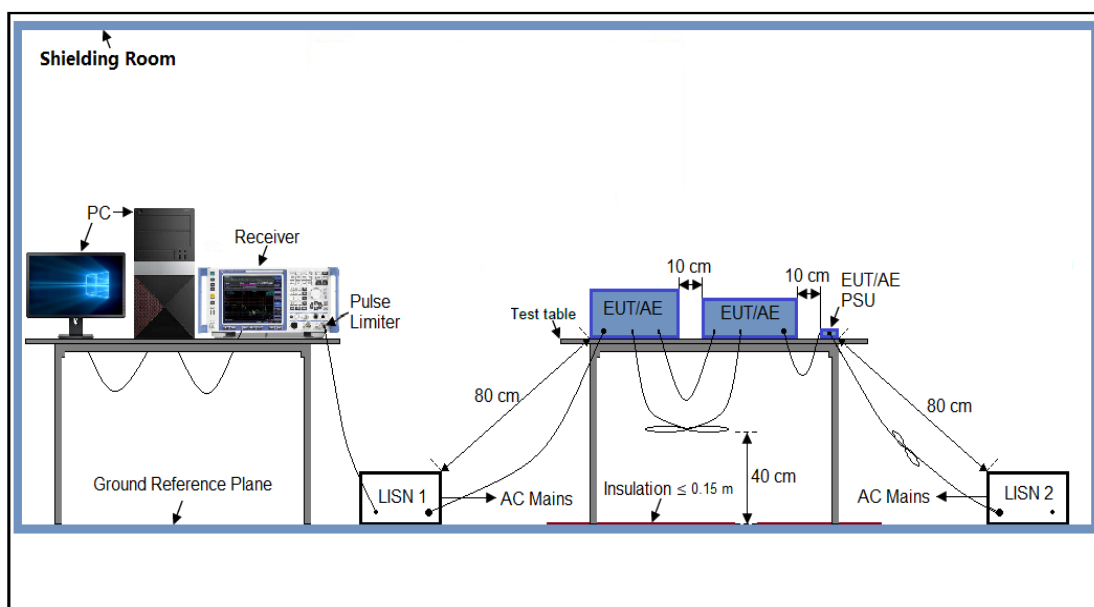 Shielding Room
PC
Receiver
Pulse
Limiter
10 cm
10 cm
EUT/AE
PSU
Test table
EUT/AE
EUT/AE
80 cm
80 cm
40 cm
Ground Reference Plane
LISN 1
AC Mains
Insulation ≤ 0.15 m
AC Mains
LISN 2